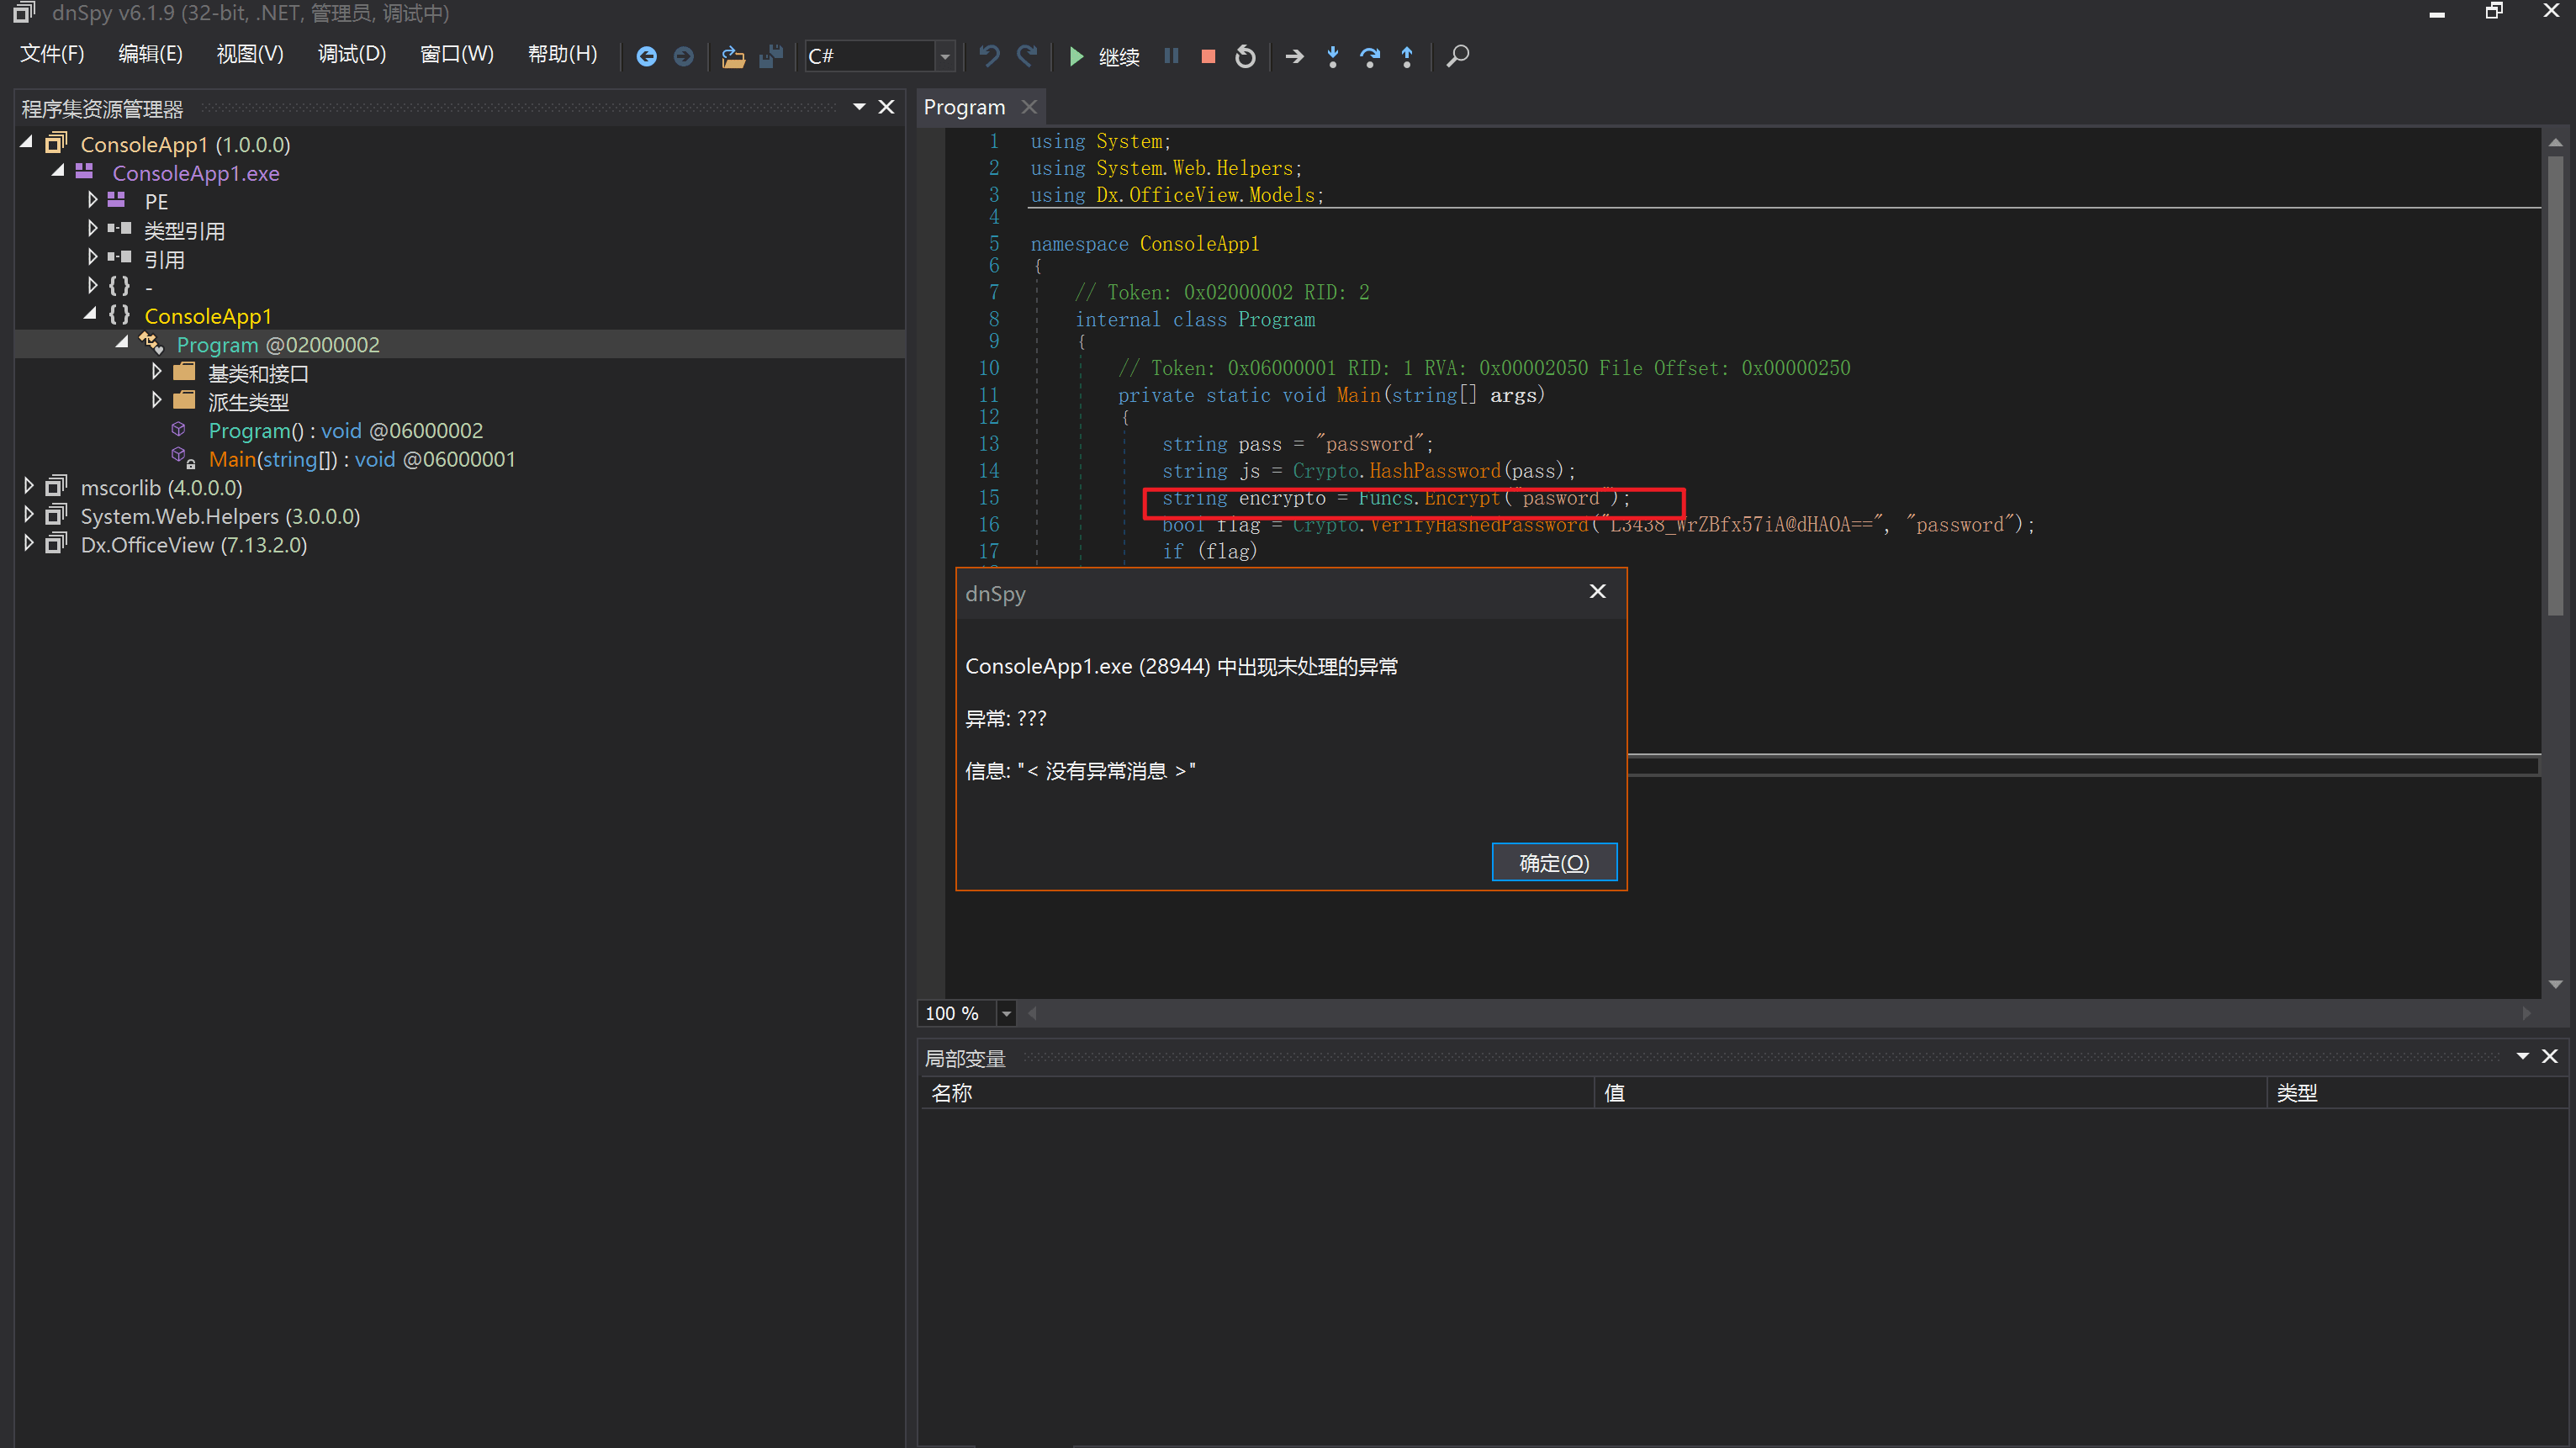 dnSpy v6.1.9 (32-bit, .NET, 管理员, 调试中)
文件(F) 编辑(E) 视图(V) 调试(D) 窗口(W) 帮助(H) C# 继续
程序集资源管理器
ConsoleApp1 (1.0.0.0)
ConsoleApp1.exe
PE
类型引用
引用
{ } -
{ } ConsoleApp1
Program @02000002
基类和接口
派生类型
Program() : void @06000002
Main(string[]) : void @06000001
mscorlib (4.0.0.0)
System.Web.Helpers (3.0.0.0)
Dx.OfficeView (7.13.2.0)
Program
1 using System;
2 using System.Web.Helpers;
3 using Dx.OfficeView.Models;
4
5 namespace ConsoleApp1
6 {
7 // Token: 0x02000002 RID: 2
8 internal class Program
9 {
10 // Token: 0x06000001 RID: 1 RVA: 0x00002050 File Offset: 0x00000250
11 private static void Main(string[] args)
12 {
13 string pass = "password";
14 string js = Crypto.HashPassword(pass);
15 string encrypto = Funcs.Encrypt("pasword");
16 bool flag = Crypto.VerifyHashedPassword("L3438_WrZBfx57iA@dHAOA==", "password");
17 if (flag)
dnSpy
ConsoleApp1.exe (28944) 中出现未处理的异常
异常: ???
信息: "< 没有异常消息 >"
确定(O)
100 %
局部变量
名称 值 类型